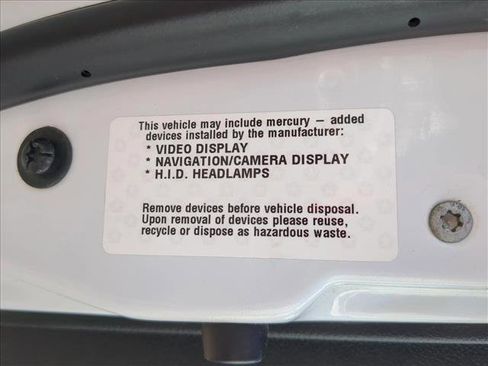 This vehicle may include mercury — added
devices installed by the manufacturer:
* VIDEO DISPLAY
* NAVIGATION/CAMERA DISPLAY
* H.I.D. HEADLAMPS
Remove devices before vehicle disposal.
Upon removal of devices please reuse,
recycle or dispose as hazardous waste.